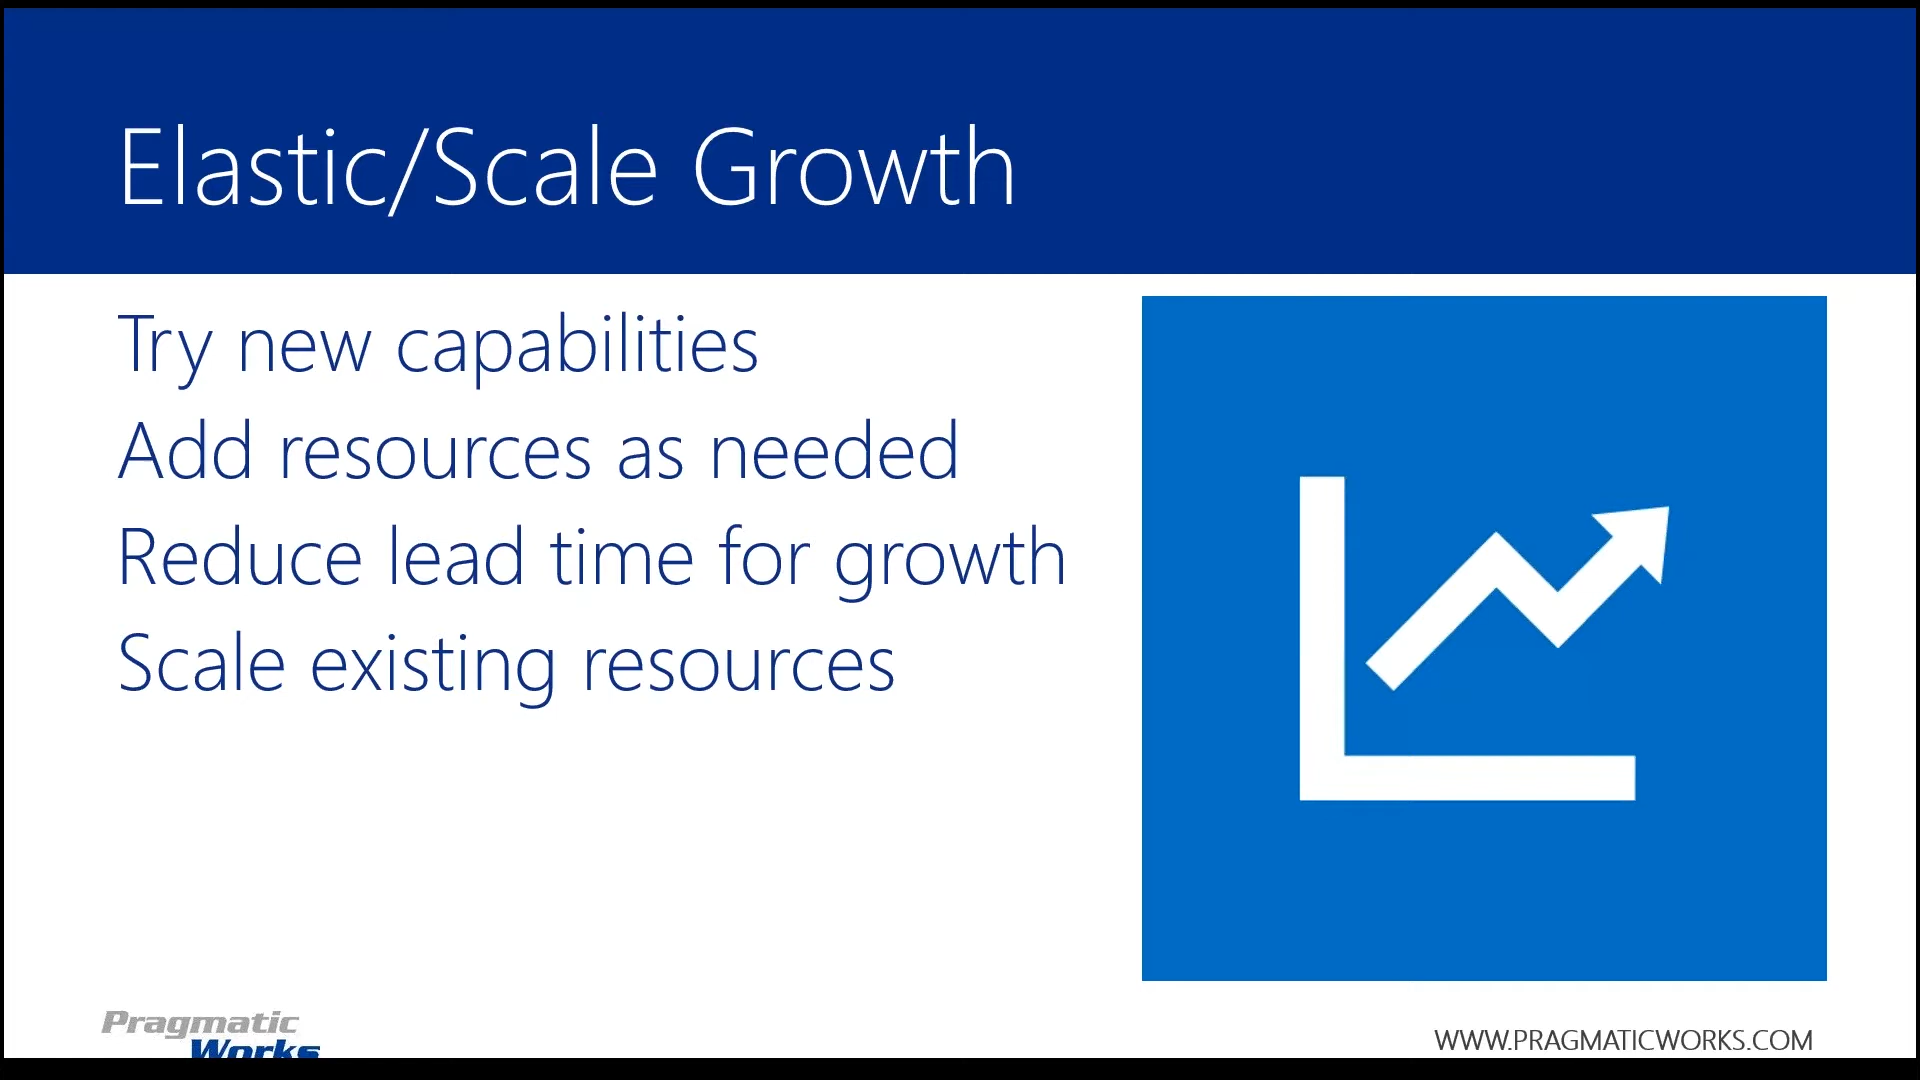 Elastic/Scale Growth
Try new capabilities
Add resources as needed
Reduce lead time for growth
Scale existing resources
Pragmatic
Works
WWW.PRAGMATICWORKS.COM